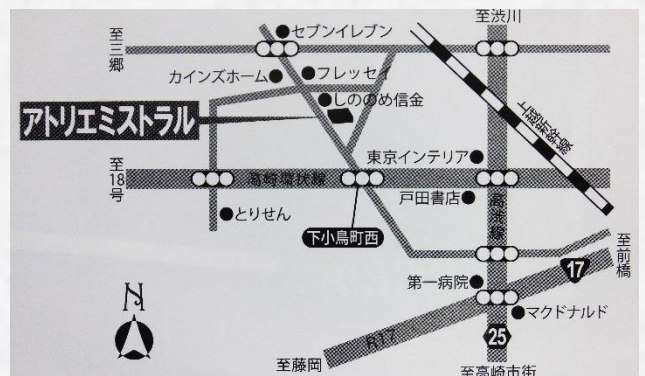 至渋川
セブンイレブン
至三郷
カインズホーム
フレッセイ
しののめ信金
アトリエミストラル
上越新幹線
東京インテリア
至18号
高崎環状線
戸田書店
高渋線
とりせん
下小鳥町西
至前橋
17
第一病院
N
マクドナルド
R17
25
至藤岡
至高崎市街